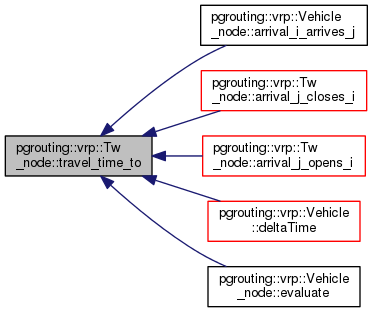 pgrouting::vrp::Vehicle
_node::arrival_i_arrives_j
pgrouting::vrp::Tw
_node::arrival_j_closes_i
pgrouting::vrp::Tw
_node::travel_time_to
pgrouting::vrp::Tw
_node::arrival_j_opens_i
pgrouting::vrp::Vehicle
::deltaTime
pgrouting::vrp::Vehicle
_node::evaluate